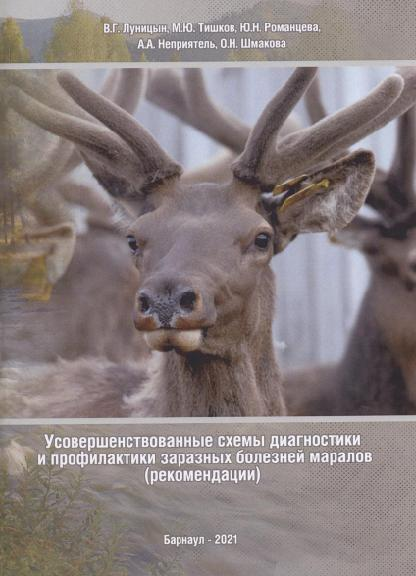 В.Г. Луницын, М.Ю. Тишков, Ю.Н. Романцева,
А.А. Неприятель, О.Н. Шмакова
Усовершенствованные схемы диагностики
и профилактики заразных болезней маралов
(рекомендации)
Барнаул - 2021